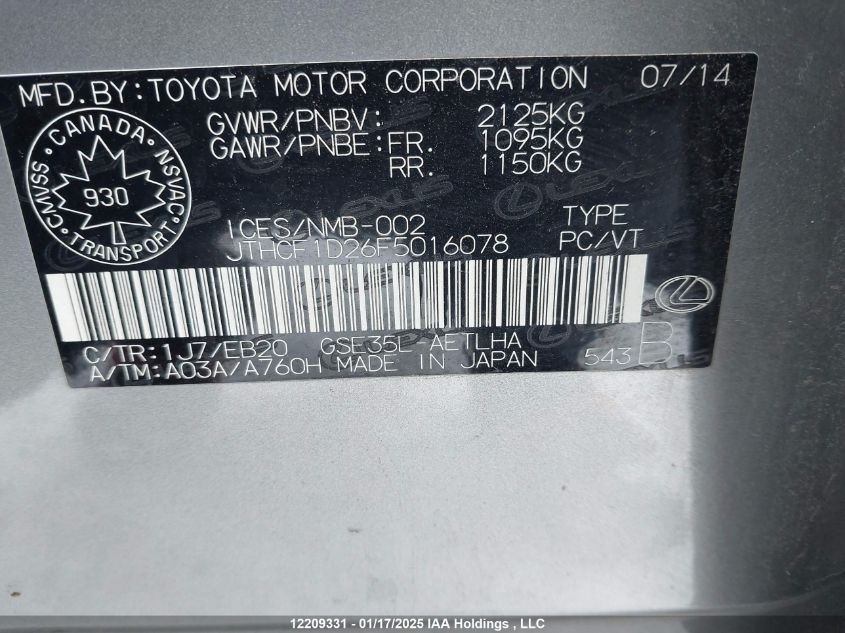 MFD. BY: TOYOTA MOTOR CORPORATION 07/14
GVWR/PNBV: 2125KG
GAWR/PNBE: FR. 1095KG
RR. 1150KG
CANADA
CMVSS NSVAC
930
TRANSPORT
ICES/NMB-002 TYPE
JTHCF1D26F5016078 PC/VT
C/TR: 1J7/EB20 GSE35L-AETLHA
A/TM: A03A/A760H MADE IN JAPAN 543 B
LEXUS
12209331 - 01/17/2025 IAA Holdings , LLC